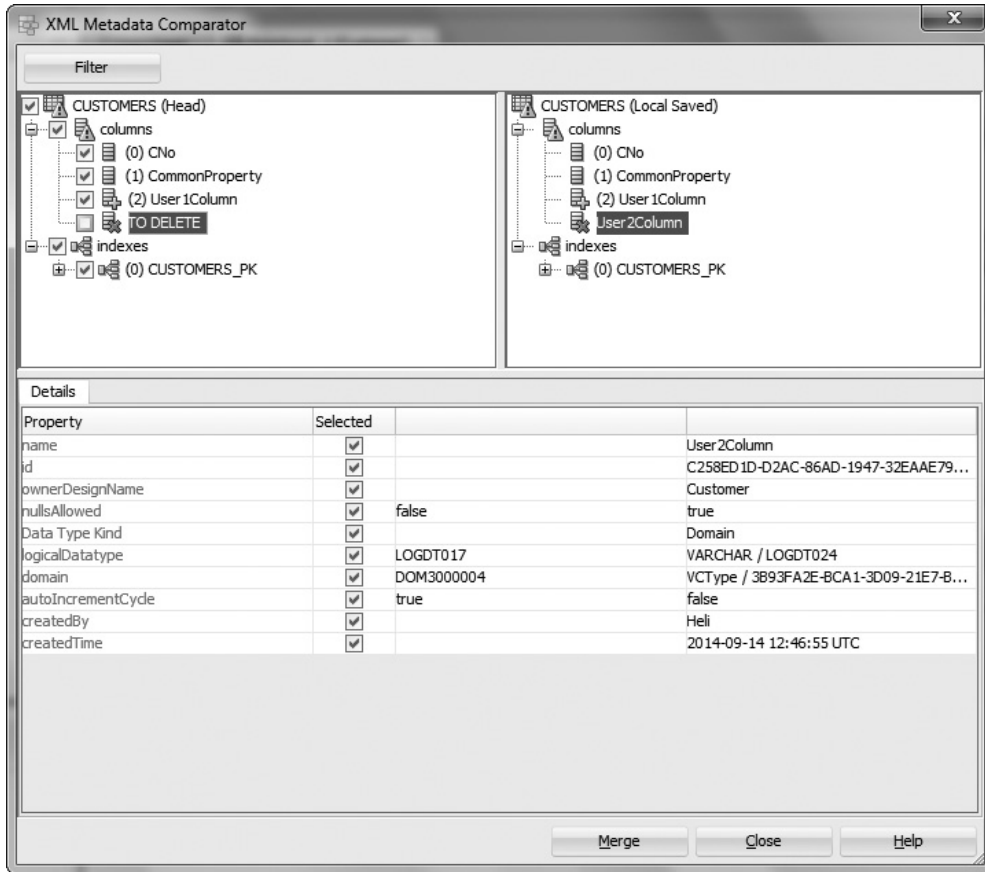 XML Metadata Comparator
Filter
CUSTOMERS (Head)
columns
(0) CNo
(1) CommonProperty
(2) User1Column
TO DELETE
indexes
(0) CUSTOMERS_PK
CUSTOMERS (Local Saved)
columns
(0) CNo
(1) CommonProperty
(2) User1Column
User2Column
indexes
(0) CUSTOMERS_PK
Details
Property Selected
name User2Column
id C258ED1D-D2AC-86AD-1947-32EAAE79...
ownerDesignName Customer
nullsAllowed false true
Data Type Kind Domain
logicalDatatype LOGDT017 VARCHAR / LOGDT024
domain DOM3000004 VCType / 3B93FA2E-BCA1-3D09-21E7-B...
autoIncrementCycle true false
createdBy Heli
createdTime 2014-09-14 12:46:55 UTC
Merge Close Help